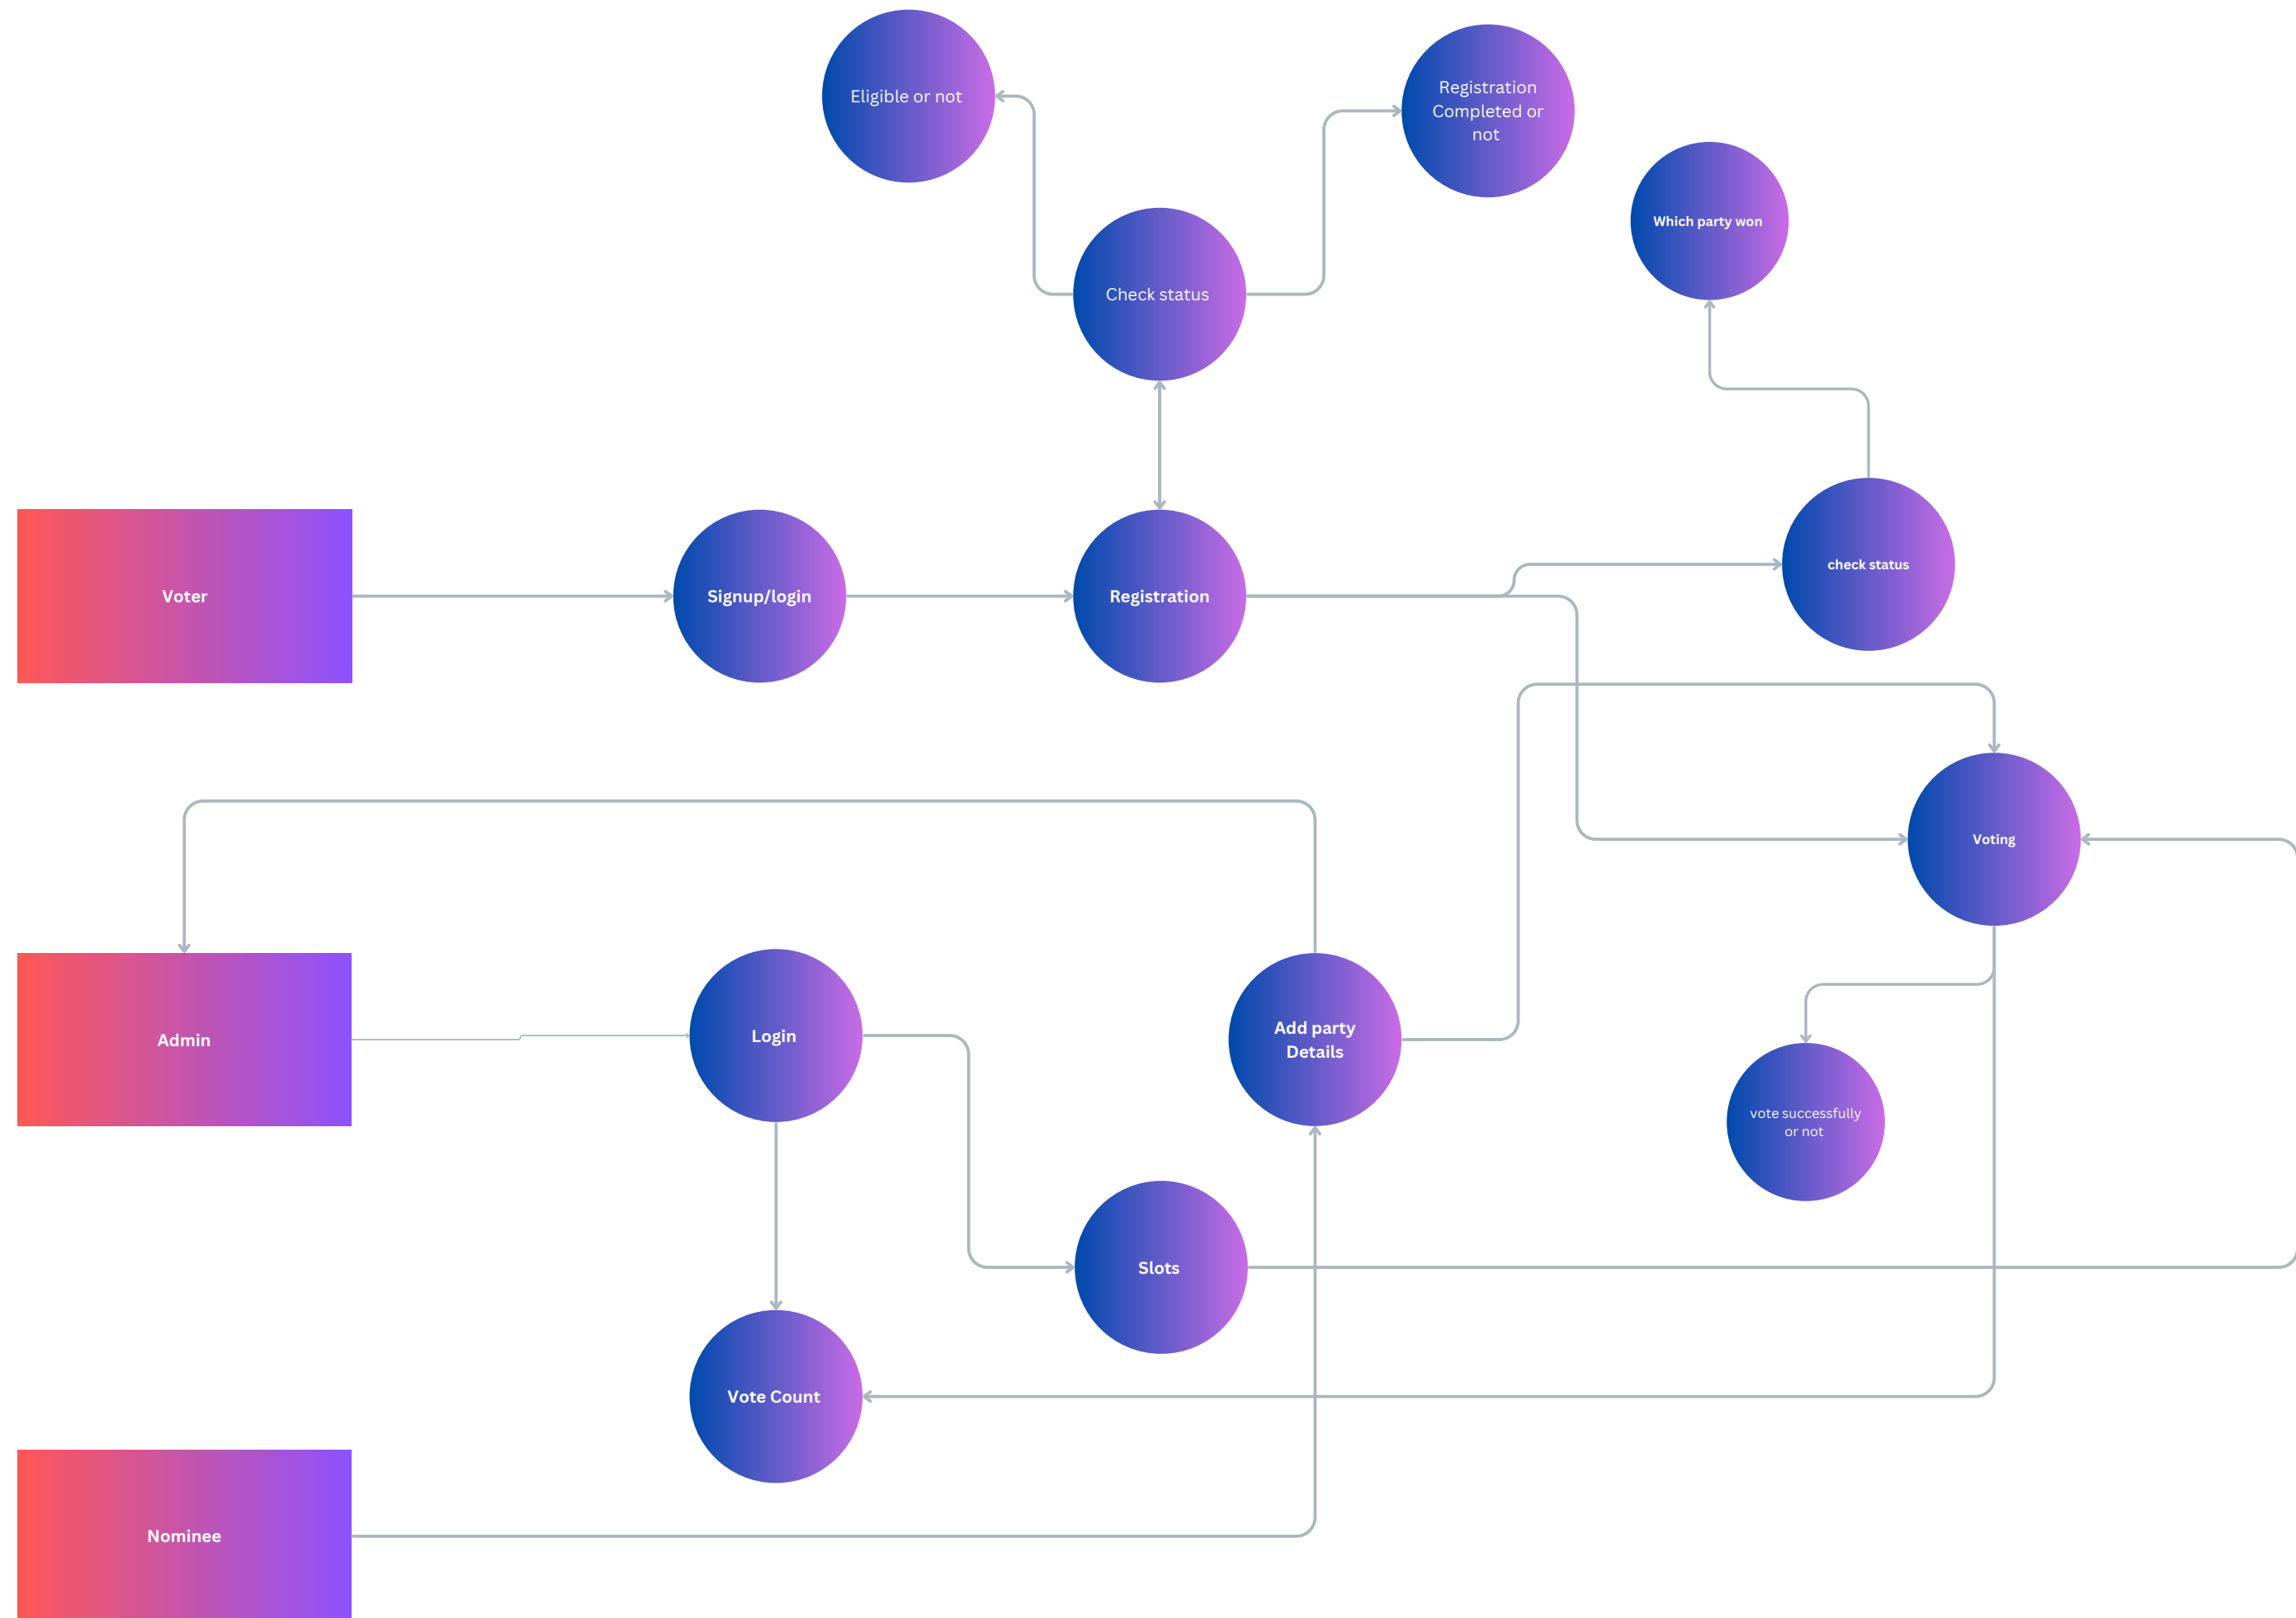 Eligible or not
Registration
Completed or
not
Which party won
Check status
Voter
Signup/login
Registration
check status
Voting
Admin
Login
Add party
Details
vote successfully
or not
Slots
Vote Count
Nominee